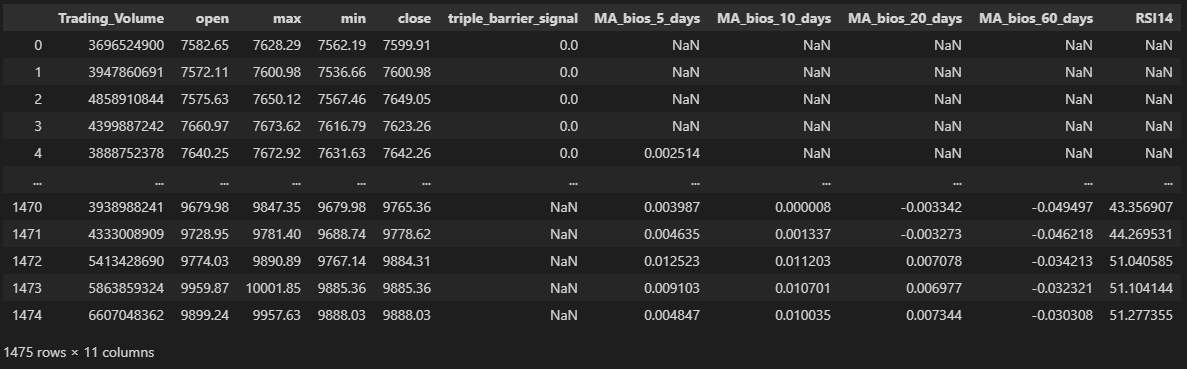 Trading_Volume open max min close triple_barrier_signal MA_bios_5_days MA_bios_10_days MA_bios_20_days MA_bios_60_days RSI14
0 3696524900 7582.65 7628.29 7562.19 7599.91 0.0 NaN NaN NaN NaN NaN
1 3947860691 7572.11 7600.98 7536.66 7600.98 0.0 NaN NaN NaN NaN NaN
2 4858910844 7575.63 7650.12 7567.46 7649.05 0.0 NaN NaN NaN NaN NaN
3 4399887242 7660.97 7673.62 7616.79 7623.26 0.0 NaN NaN NaN NaN NaN
4 3888752378 7640.25 7672.92 7631.63 7642.26 0.0 0.002514 NaN NaN NaN NaN
... ... ... ... ... ... ... ... ... ... ... ...
1470 3938988241 9679.98 9847.35 9679.98 9765.36 NaN 0.003987 0.000008 -0.003342 -0.049497 43.356907
1471 4333008909 9728.95 9781.40 9688.74 9778.62 NaN 0.004635 0.001337 -0.003273 -0.046218 44.269531
1472 5413428690 9774.03 9890.89 9767.14 9884.31 NaN 0.012523 0.011203 0.007078 -0.034213 51.040585
1473 5863859324 9959.87 10001.85 9885.36 9885.36 NaN 0.009103 0.010701 0.006977 -0.032321 51.104144
1474 6607048362 9899.24 9957.63 9888.03 9888.03 NaN 0.004847 0.010035 0.007344 -0.030308 51.277355
1475 rows × 11 columns